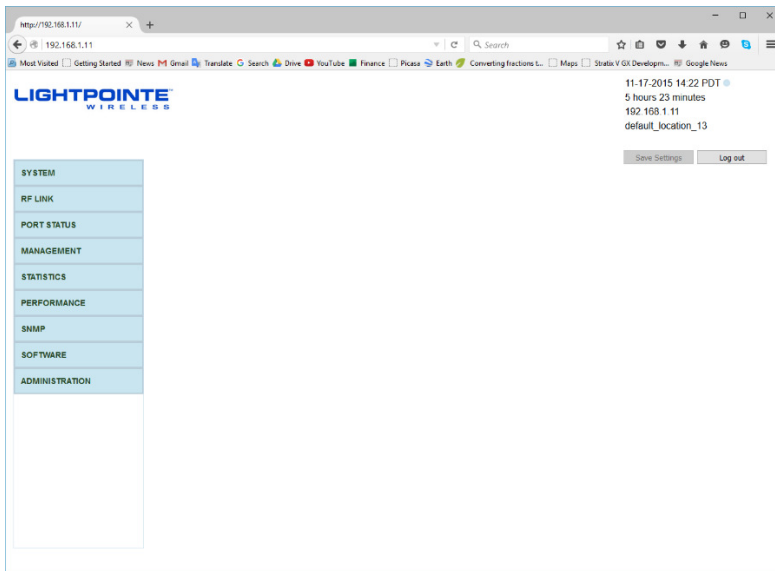 http://192.168.1.11/
192.168.1.11
Search
Most Visited Getting Started News Gmail Translate Search Drive YouTube Finance Picasa Earth Converting fractions t... Maps Stratix V GX Developm... Google News
LIGHTPOINTE
WIRELESS
11-17-2015 14:22 PDT
5 hours 23 minutes
192.168.1.11
default_location_13
Save Settings Log out
SYSTEM
RF LINK
PORT STATUS
MANAGEMENT
STATISTICS
PERFORMANCE
SNMP
SOFTWARE
ADMINISTRATION